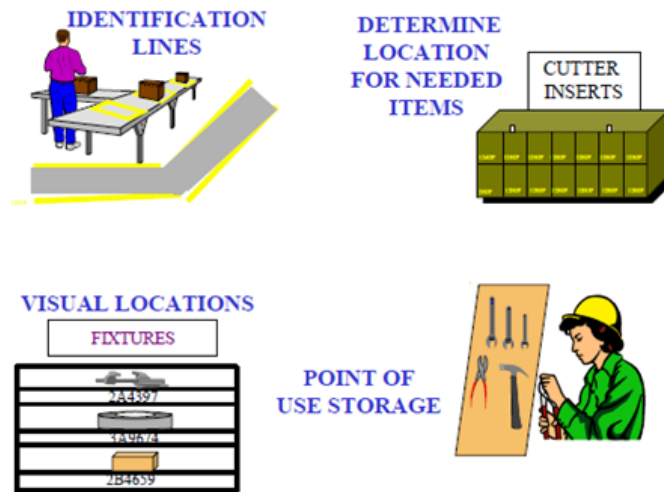 IDENTIFICATION
LINES
DETERMINE
LOCATION
FOR NEEDED
ITEMS
CUTTER
INSERTS
VISUAL LOCATIONS
FIXTURES
2A4397
3A9674
2B4659
POINT OF
USE STORAGE